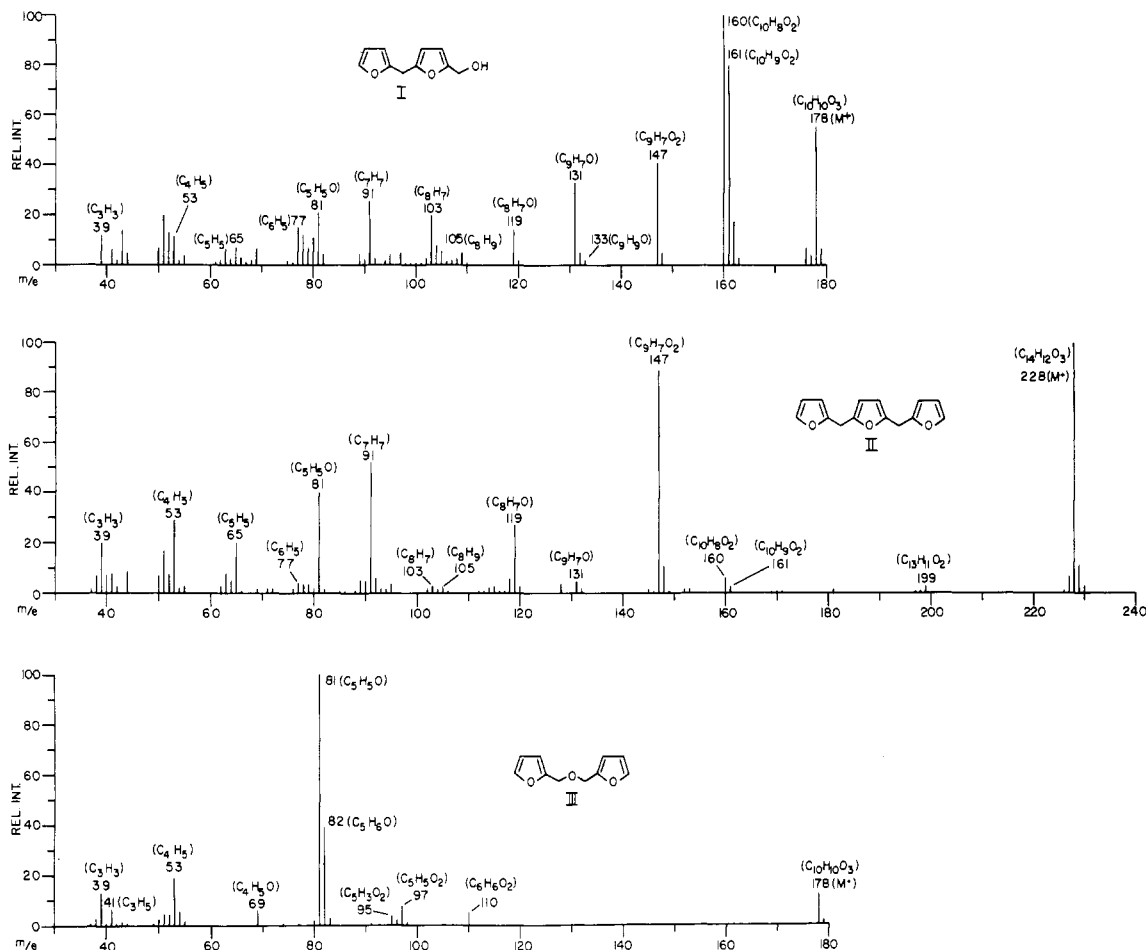 100
80
60
40
20
0
REL. INT.
m/e
40
60
80
100
120
140
160
180
(C3H3)
39
(C4H5)
53
(C5H5) 65
(C6H5) 77
(C5H5O)
81
(C7H7)
91
(C8H7)
103
105 (C8H9)
(C8H7O)
119
(C9H7O)
131
133 (C9H9O)
(C9H7O2)
147
160 (C10H8O2)
161 (C10H9O2)
(C10H10O3)
178 (M+)
O
O
OH
I
100
80
60
40
20
0
REL. INT.
m/e
40
60
80
100
120
140
160
180
200
220
240
(C3H3)
39
(C4H5)
53
(C5H5)
65
(C6H5)
77
(C5H5O)
81
(C7H7)
91
(C8H7)
103
(C8H9)
105
(C8H7O)
119
(C9H7O)
131
(C9H7O2)
147
(C10H8O2)
160
(C10H9O2)
161
(C13H11O2)
199
(C14H12O3)
228 (M+)
O
O
O
II
100
80
60
40
20
0
REL. INT.
m/e
40
60
80
100
120
140
160
180
(C3H3)
39
41 (C3H5)
(C4H5)
53
(C4H5O)
69
81 (C5H5O)
82 (C5H6O)
(C5H3O2)
95
(C5H5O2)
97
(C6H6O2)
110
(C10H10O3)
178 (M+)
O
O
O
III